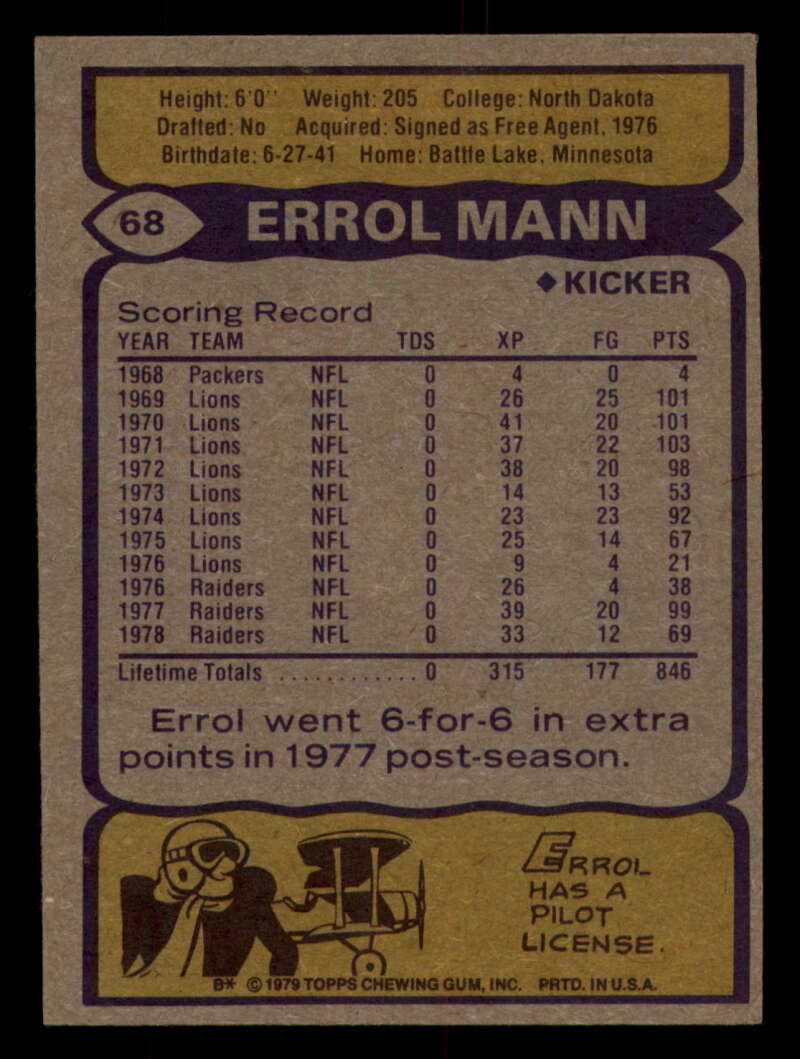 Height: 6'0" Weight: 205 College: North Dakota
Drafted: No Acquired: Signed as Free Agent, 1976
Birthdate: 6-27-41 Home: Battle Lake, Minnesota
68 ERROL MANN
◆ KICKER
Scoring Record
YEAR TEAM TDS XP FG PTS
1968 Packers NFL 0 4 0 4
1969 Lions NFL 0 26 25 101
1970 Lions NFL 0 41 20 101
1971 Lions NFL 0 37 22 103
1972 Lions NFL 0 38 20 98
1973 Lions NFL 0 14 13 53
1974 Lions NFL 0 23 23 92
1975 Lions NFL 0 25 14 67
1976 Lions NFL 0 9 4 21
1976 Raiders NFL 0 26 4 38
1977 Raiders NFL 0 39 20 99
1978 Raiders NFL 0 33 12 69
Lifetime Totals ............ 0 315 177 846
Errol went 6-for-6 in extra
points in 1977 post-season.
ERROL
HAS A
PILOT
LICENSE.
B* © 1979 TOPPS CHEWING GUM, INC. PRTD. IN U.S.A.